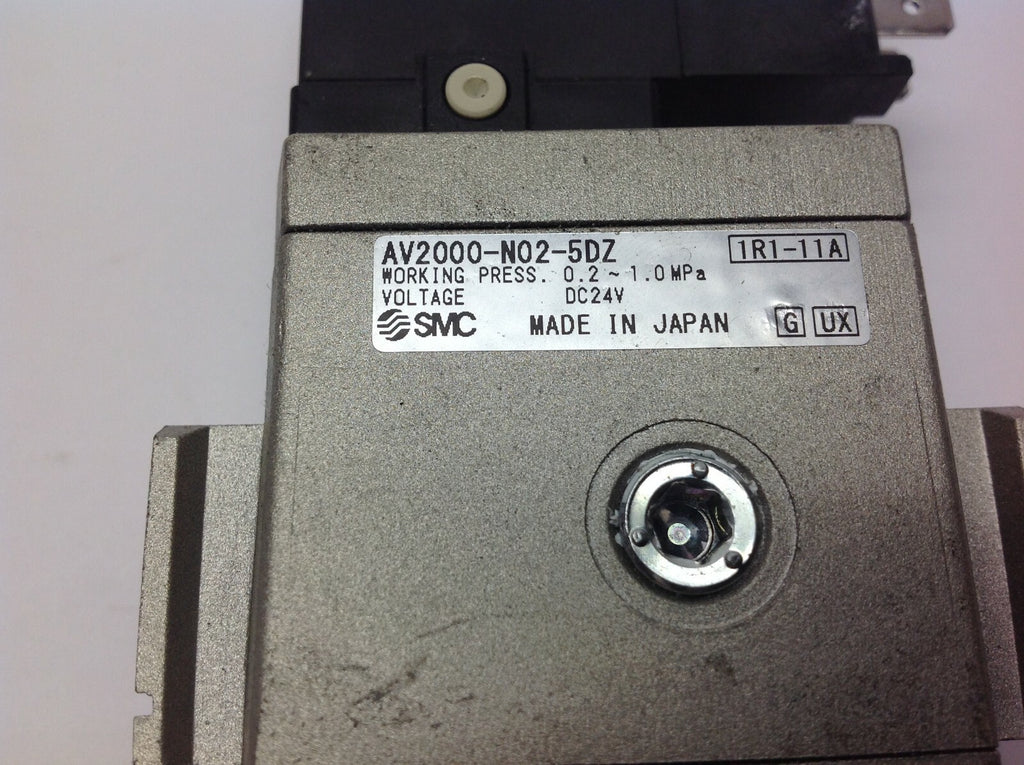 AV2000-N02-5DZ 1R1-11A
WORKING PRESS. 0.2 ~ 1.0MPa
VOLTAGE DC24V
SMC MADE IN JAPAN G UX